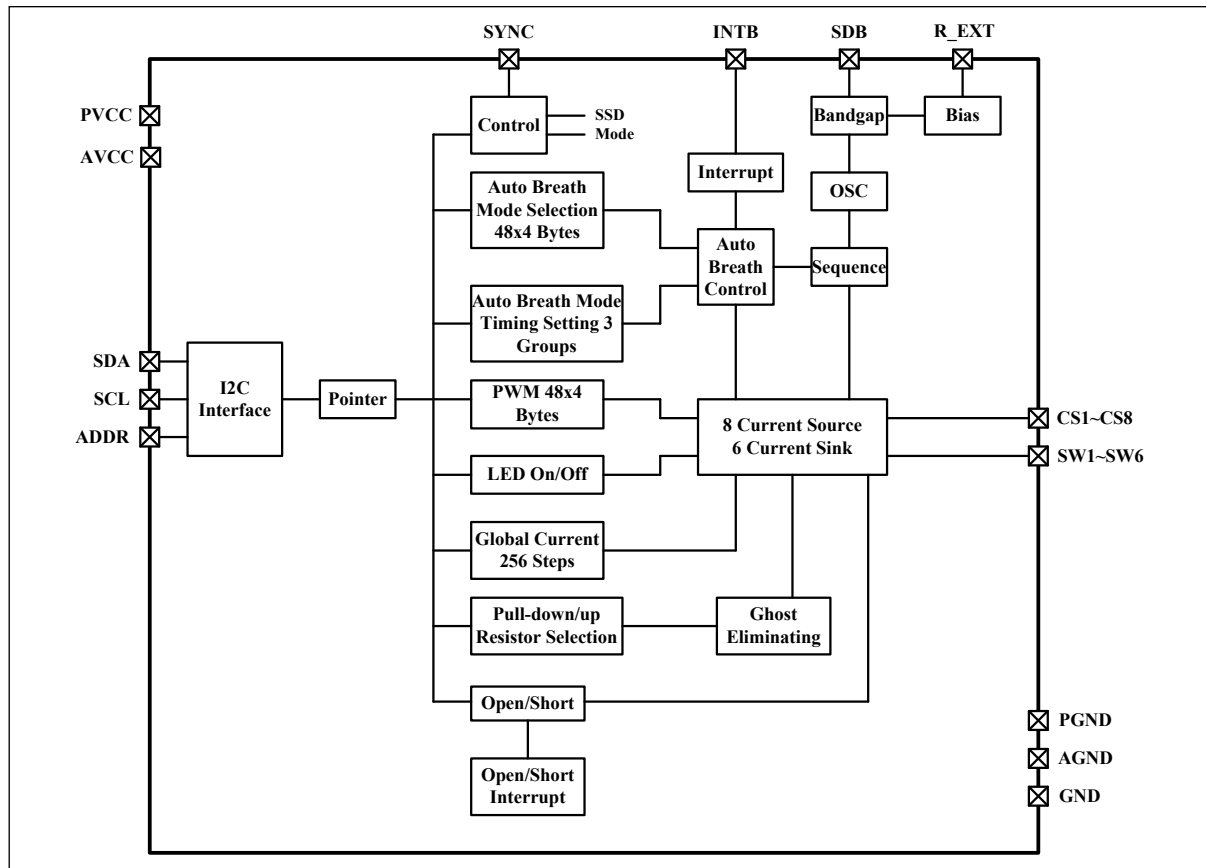 SYNC
INTB
SDB
R_EXT
PVCC
AVCC
Control
SSD
Mode
Bandgap
Bias
Interrupt
OSC
Auto Breath
Mode Selection
48x4 Bytes
Auto
Breath
Control
Sequence
Auto Breath Mode
Timing Setting 3
Groups
SDA
SCL
ADDR
I2C
Interface
Pointer
PWM 48x4
Bytes
8 Current Source
6 Current Sink
CS1~CS8
SW1~SW6
LED On/Off
Global Current
256 Steps
Pull-down/up
Resistor Selection
Ghost
Eliminating
Open/Short
Open/Short
Interrupt
PGND
AGND
GND